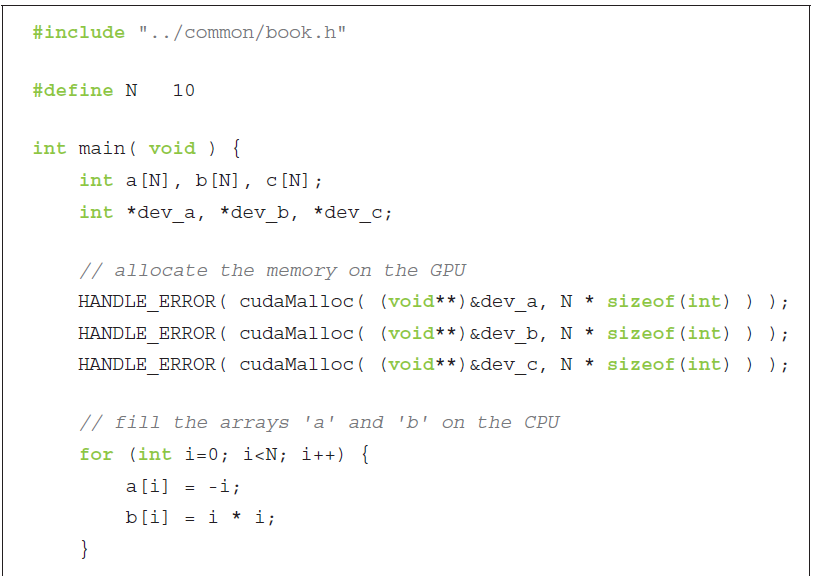 #include "../common/book.h"
#define N   10
int main( void ) {
    int a[N], b[N], c[N];
    int *dev_a, *dev_b, *dev_c;
    // allocate the memory on the GPU
    HANDLE_ERROR( cudaMalloc( (void**)&dev_a, N * sizeof(int) ) );
    HANDLE_ERROR( cudaMalloc( (void**)&dev_b, N * sizeof(int) ) );
    HANDLE_ERROR( cudaMalloc( (void**)&dev_c, N * sizeof(int) ) );
    // fill the arrays 'a' and 'b' on the CPU
    for (int i=0; i<N; i++) {
        a[i] = -i;
        b[i] = i * i;
    }